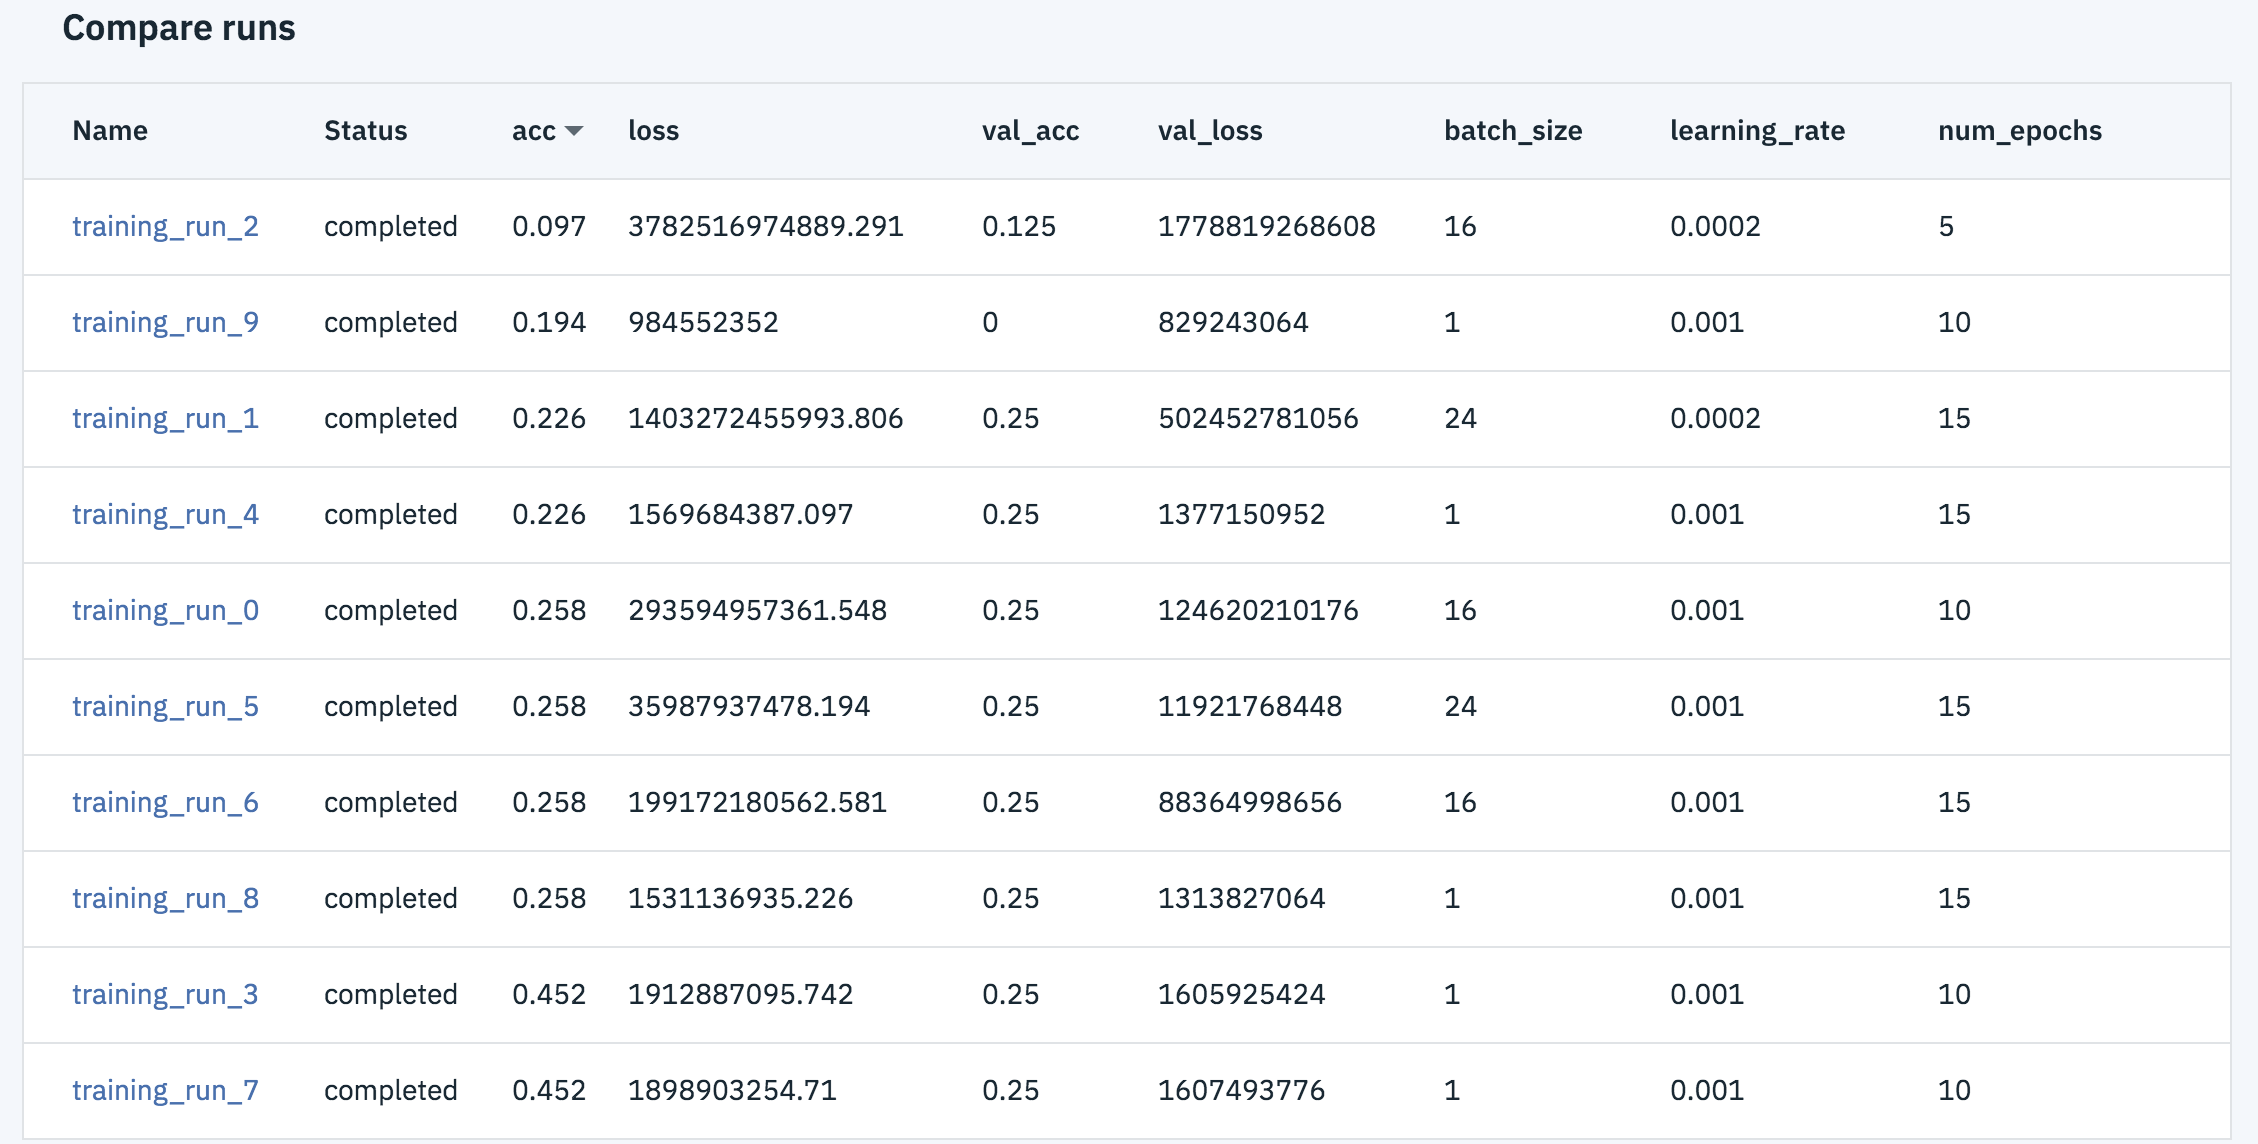 Compare runs
Name Status acc loss val_acc val_loss batch_size learning_rate num_epochs
training_run_2 completed 0.097 3782516974889.291 0.125 1778819268608 16 0.0002 5
training_run_9 completed 0.194 984552352 0 829243064 1 0.001 10
training_run_1 completed 0.226 1403272455993.806 0.25 502452781056 24 0.0002 15
training_run_4 completed 0.226 1569684387.097 0.25 1377150952 1 0.001 15
training_run_0 completed 0.258 293594957361.548 0.25 124620210176 16 0.001 10
training_run_5 completed 0.258 35987937478.194 0.25 11921768448 24 0.001 15
training_run_6 completed 0.258 199172180562.581 0.25 88364998656 16 0.001 15
training_run_8 completed 0.258 1531136935.226 0.25 1313827064 1 0.001 15
training_run_3 completed 0.452 1912887095.742 0.25 1605925424 1 0.001 10
training_run_7 completed 0.452 1898903254.71 0.25 1607493776 1 0.001 10